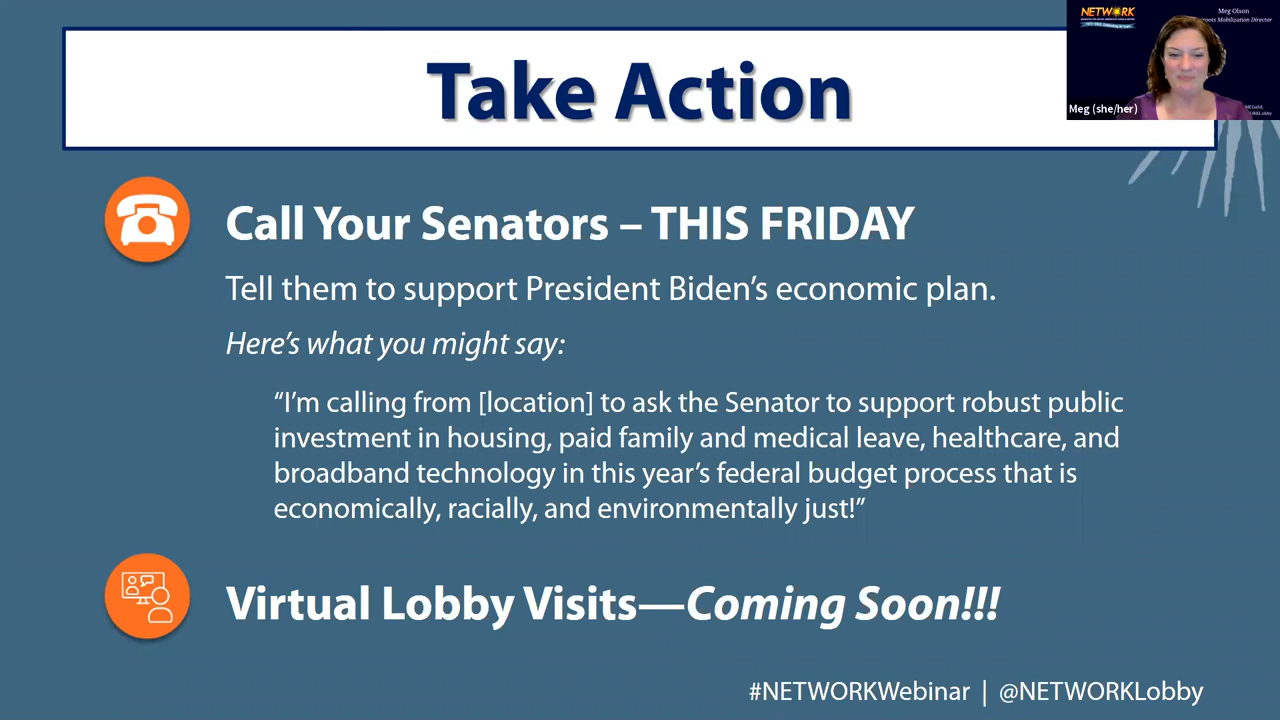 Take Action
NETWORK
Meg Olson
Mobilization Director
Meg (she/her)
Call Your Senators – THIS FRIDAY
Tell them to support President Biden’s economic plan.
Here’s what you might say:
“I’m calling from [location] to ask the Senator to support robust public
investment in housing, paid family and medical leave, healthcare, and
broadband technology in this year’s federal budget process that is
economically, racially, and environmentally just!”
Virtual Lobby Visits—Coming Soon!!!
#NETWORKWebinar | @NETWORKLobby